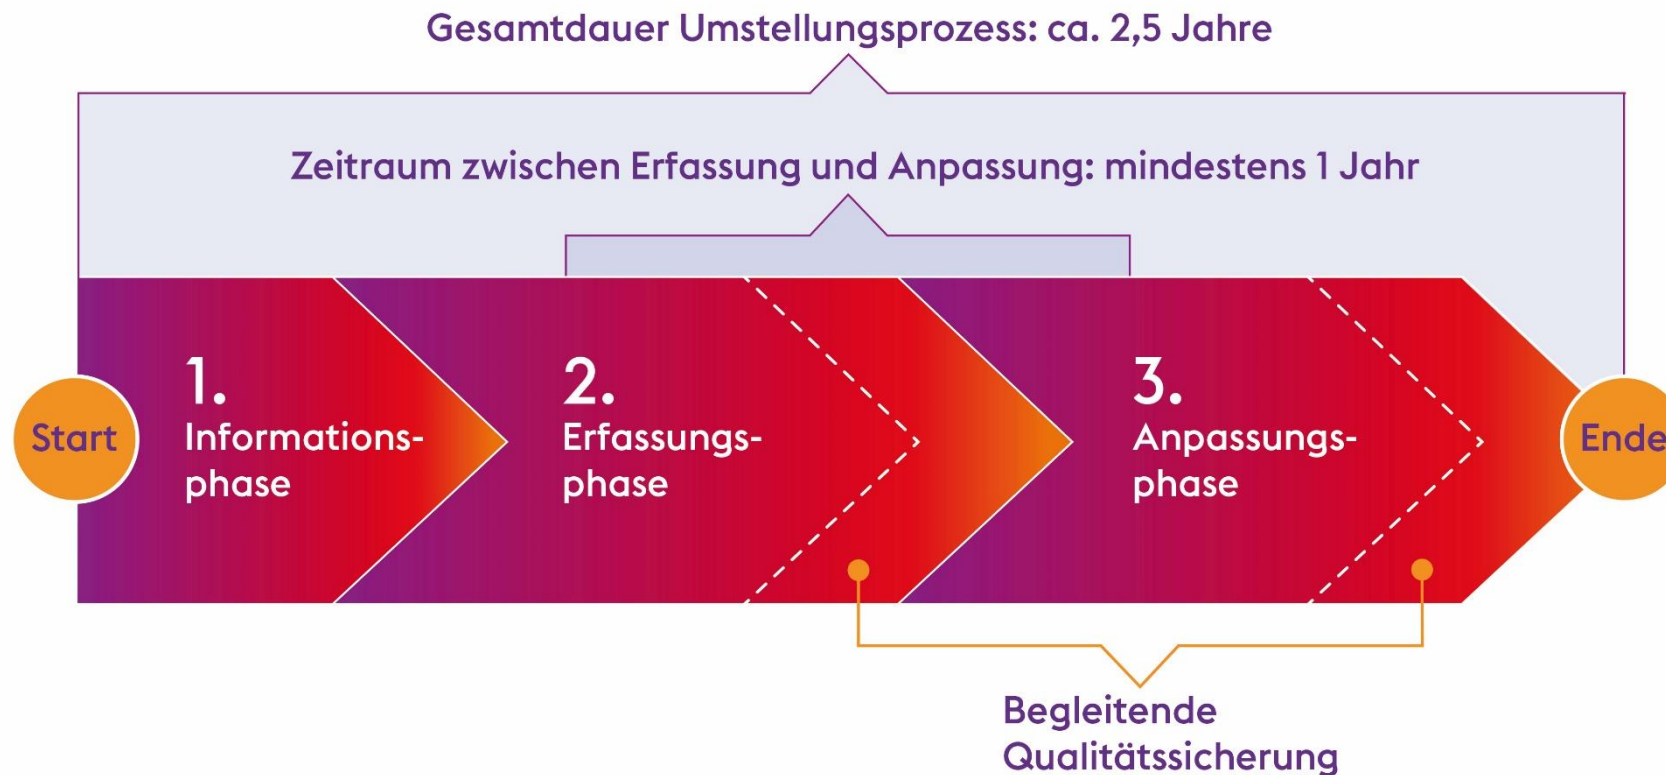 Gesamtdauer Umstellungsprozess: ca. 2,5 Jahre
Zeitraum zwischen Erfassung und Anpassung: mindestens 1 Jahr
Start
1.
Informations-
phase
2.
Erfassungs-
phase
3.
Anpassungs-
phase
Ende
Begleitende
Qualitätssicherung